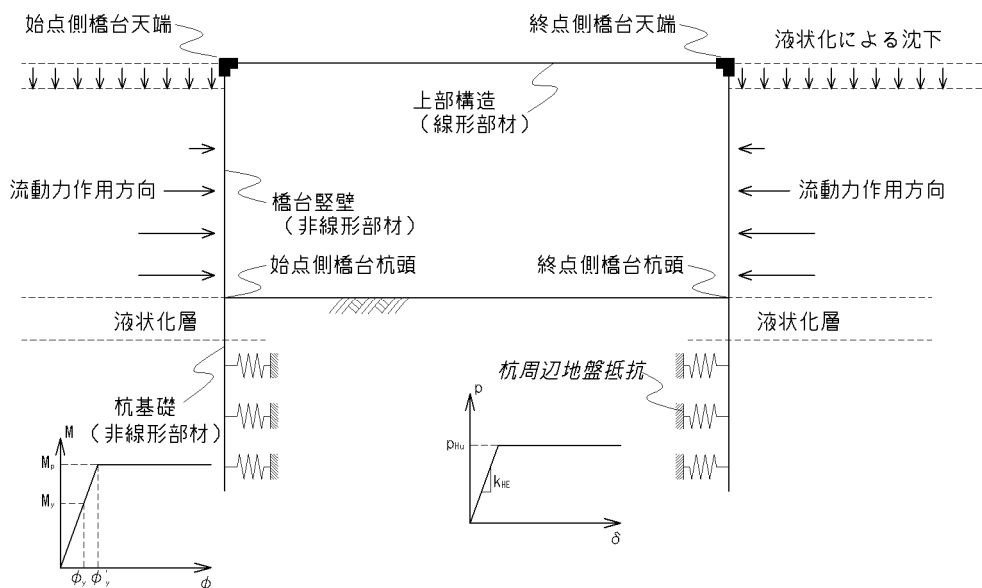 始点側橋台天端
終点側橋台天端
液状化による沈下
上部構造
（線形部材）
流動力作用方向
流動力作用方向
橋台竪壁
（非線形部材）
始点側橋台杭頭
終点側橋台杭頭
液状化層
液状化層
杭周辺地盤抵抗
杭基礎
（非線形部材）
M
Mp
My
φy
φy'
φ
p
pHu
kHE
δ